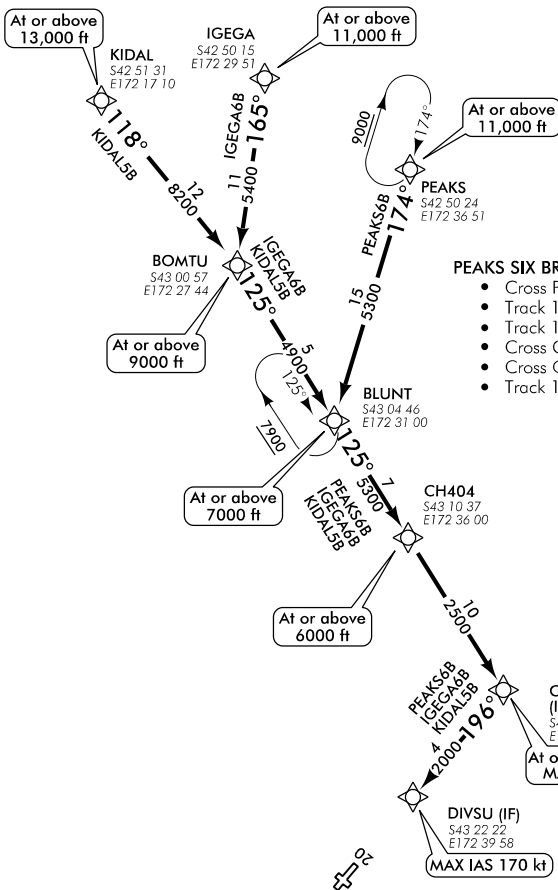 At or above
13,000 ft
KIDAL
S42 51 31
E172 17 10
IGEGA
S42 50 15
E172 29 51
At or above
11,000 ft
At or above
11,000 ft
PEAKS
S42 50 24
E172 36 51
9000
174°
118°
KIDAL5B
12
8200
IGEGA6B
165°
11
5400
PEAKS6B
174°
15
5300
BOMTU
S43 00 57
E172 27 44
At or above
9000 ft
IGEGA6B
KIDAL5B
125°
5
4900
125°
7900
PEAKS SIX BR
• Cross P
• Track 1
• Track 1
• Cross C
• Cross C
• Track 1
BLUNT
S43 04 46
E172 31 00
At or above
7000 ft
125°
7
5300
PEAKS6B
IGEGA6B
KIDAL5B
CH404
S43 10 37
E172 36 00
At or above
6000 ft
10
2500
PEAKS6B
IGEGA6B
KIDAL5B
196°
4
2000
C
(I
S4
E
At o
MA
DIVSU (IF)
S43 22 22
E172 39 58
MAX IAS 170 kt
20